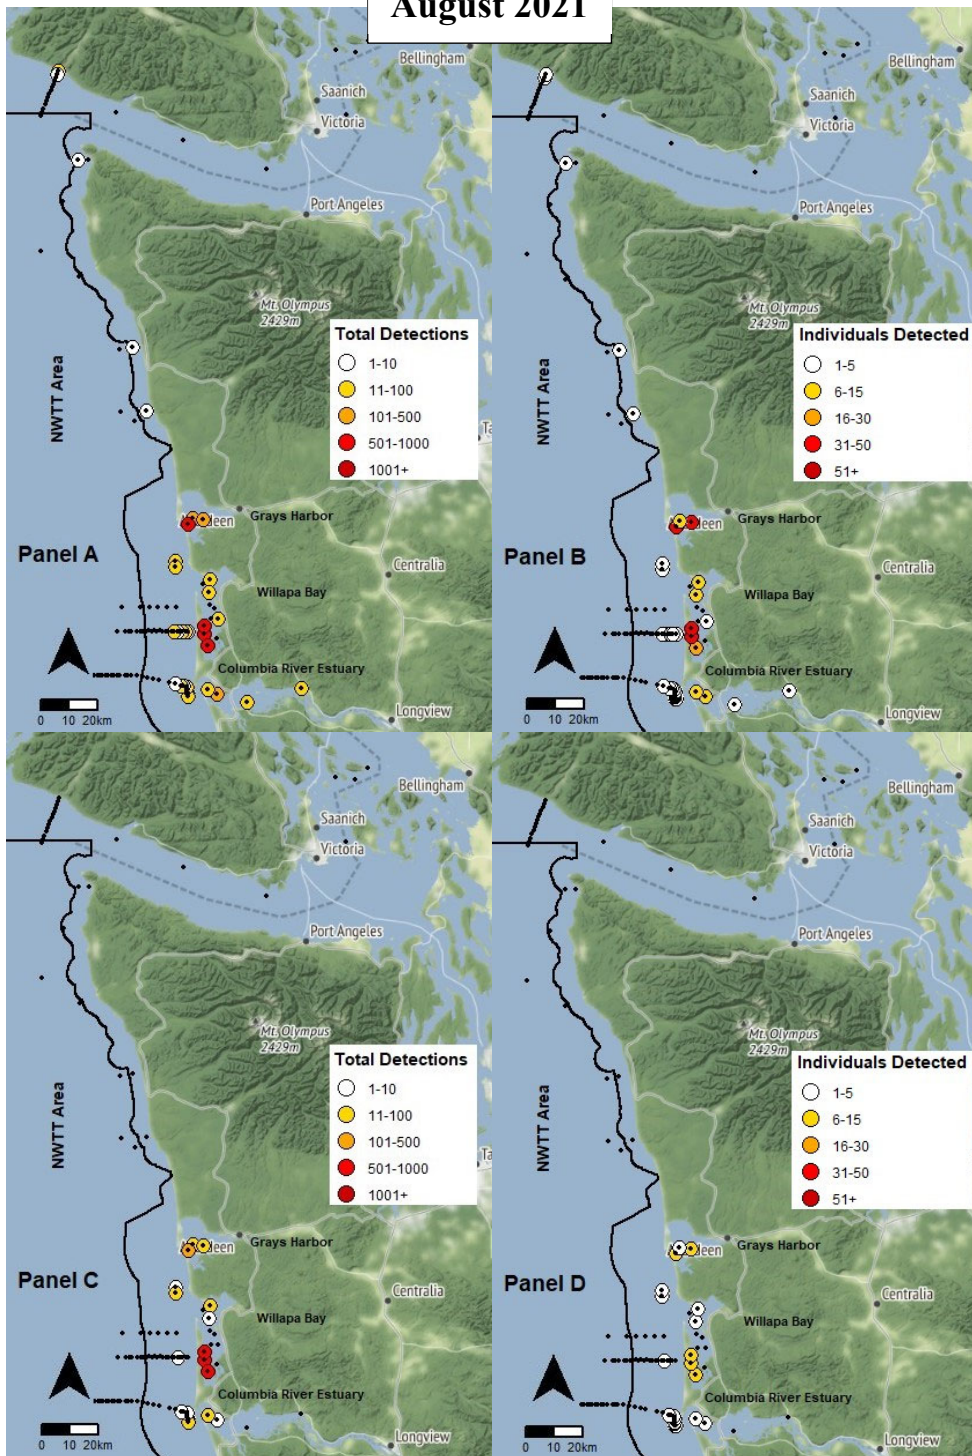 August 2021
Bellingham
Saanich
Victoria
Port Angeles
Mt. Olympus
2429m
NWTT Area
Total Detections
1-10
11-100
101-500
501-1000
1001+
Ta
Grays Harbor
deen
Panel A
Centralia
Willapa Bay
Columbia River Estuary
Longview
0 10 20km
Bellingham
Saanich
Victoria
Port Angeles
Mt. Olympus
2429m
NWTT Area
Individuals Detected
1-5
6-15
16-30
31-50
51+
Grays Harbor
deen
Panel B
Centralia
Willapa Bay
Columbia River Estuary
Longview
0 10 20km
Bellingham
Saanich
Victoria
Port Angeles
Mt. Olympus
2429m
NWTT Area
Total Detections
1-10
11-100
101-500
501-1000
1001+
Ta
Grays Harbor
deen
Panel C
Centralia
Willapa Bay
Columbia River Estuary
Longview
0 10 20km
Bellingham
Saanich
Victoria
Port Angeles
Mt. Olympus
2429m
NWTT Area
Individuals Detected
1-5
6-15
16-30
31-50
51+
Grays Harbor
deen
Panel D
Centralia
Willapa Bay
Columbia River Estuary
Longview
0 10 20km